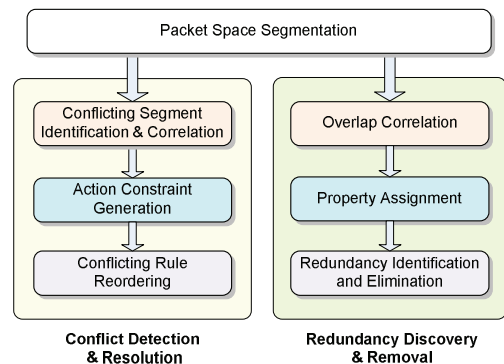 Packet Space Segmentation
Conflicting Segment
Identification & Correlation
Action Constraint
Generation
Conflicting Rule
Reordering
Conflict Detection
& Resolution
Overlap Correlation
Property Assignment
Redundancy Identification
and Elimination
Redundancy Discovery
& Removal